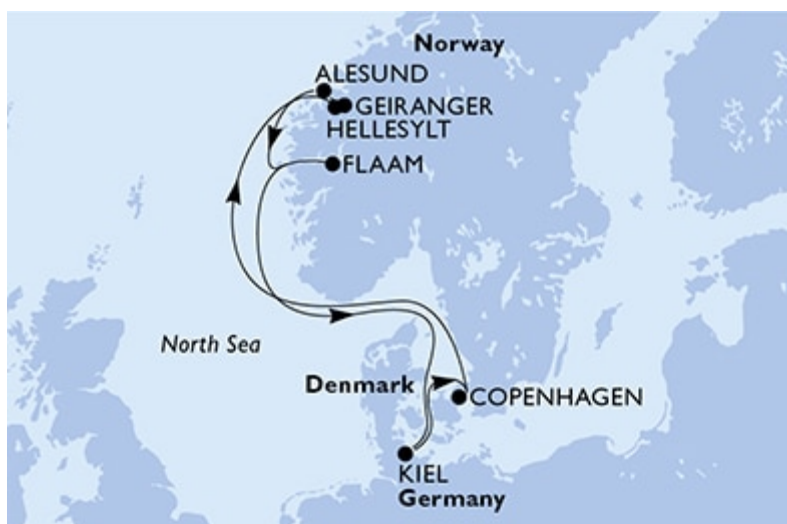 Norway
ALESUND
GEIRANGER
HELLESYLT
FLAAM
North Sea
Denmark
COPENHAGEN
KIEL
Germany